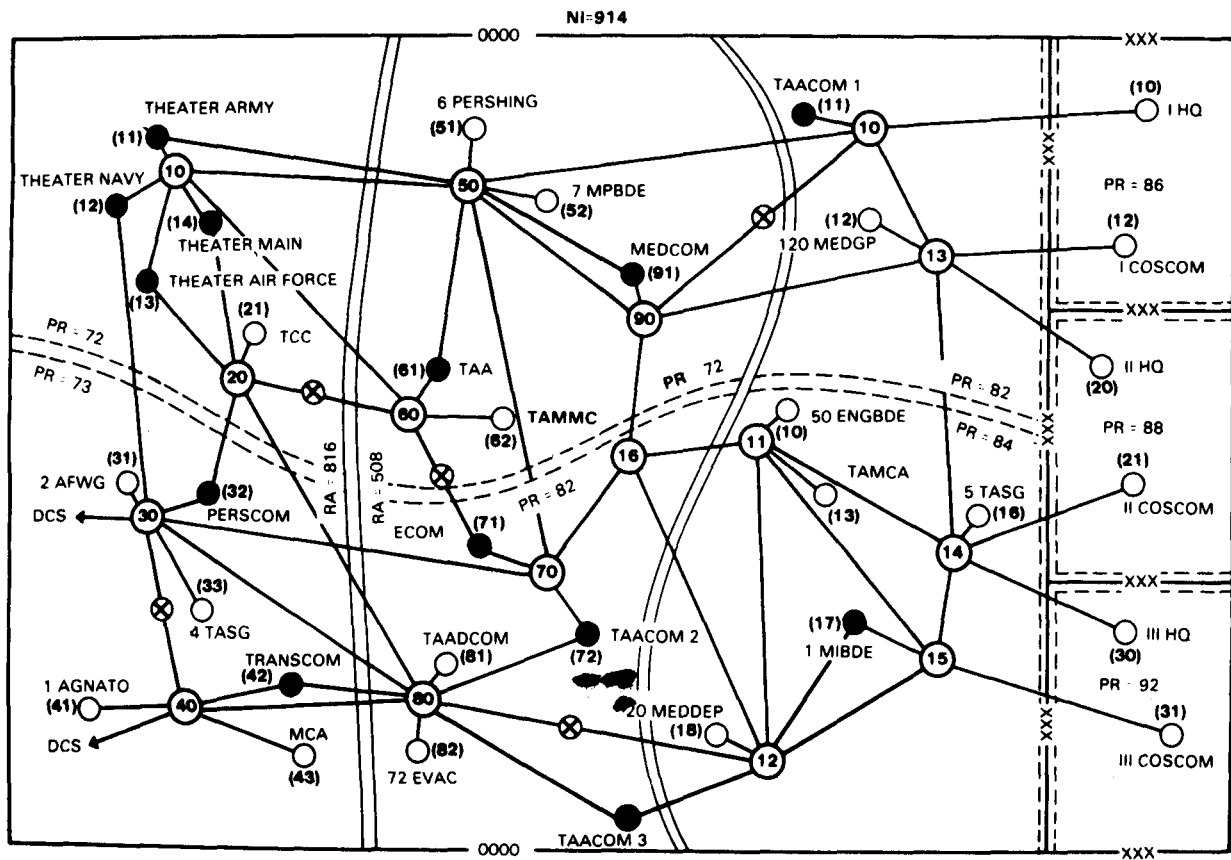 NI=914
0000
XXX
TAACOM 1
(11)
10
(10)
I HQ
6 PERSHING
(51)
THEATER ARMY
(11)
10
THEATER NAVY
(12)
(14)
THEATER MAIN
THEATER AIR FORCE
(13)
50
7 MPBDE
(52)
XXX
PR = 86
(12)
120 MEDGP
13
(12)
I COSCOM
MEDCOM
(91)
90
XXX
(21)
TCC
PR = 72
PR = 73
20
(61)
TAA
60
TAMMC
(62)
PR 72
PR = 82
PR = 84
II HQ
(20)
XXX
50 ENGBDE
(10)
11
16
PR = 82
RA = 816
RA = 508
TAMCA
(13)
PR = 88
(21)
II COSCOM
5 TASG
(16)
14
(31)
2 AFWG
DCS
30
(32)
PERSCOM
ECOM
(71)
70
XXX
(33)
4 TASG
TAACOM 2
(72)
(17)
1 MIBDE
15
III HQ
(30)
TAADCOM
(81)
TRANSCOM
(42)
1 AGNATO
(41)
40
80
DCS
MCA
(43)
(82)
72 EVAC
20 MEDDEP
(18)
12
PR = 92
(31)
III COSCOM
XXX
TAACOM 3
0000
XXX